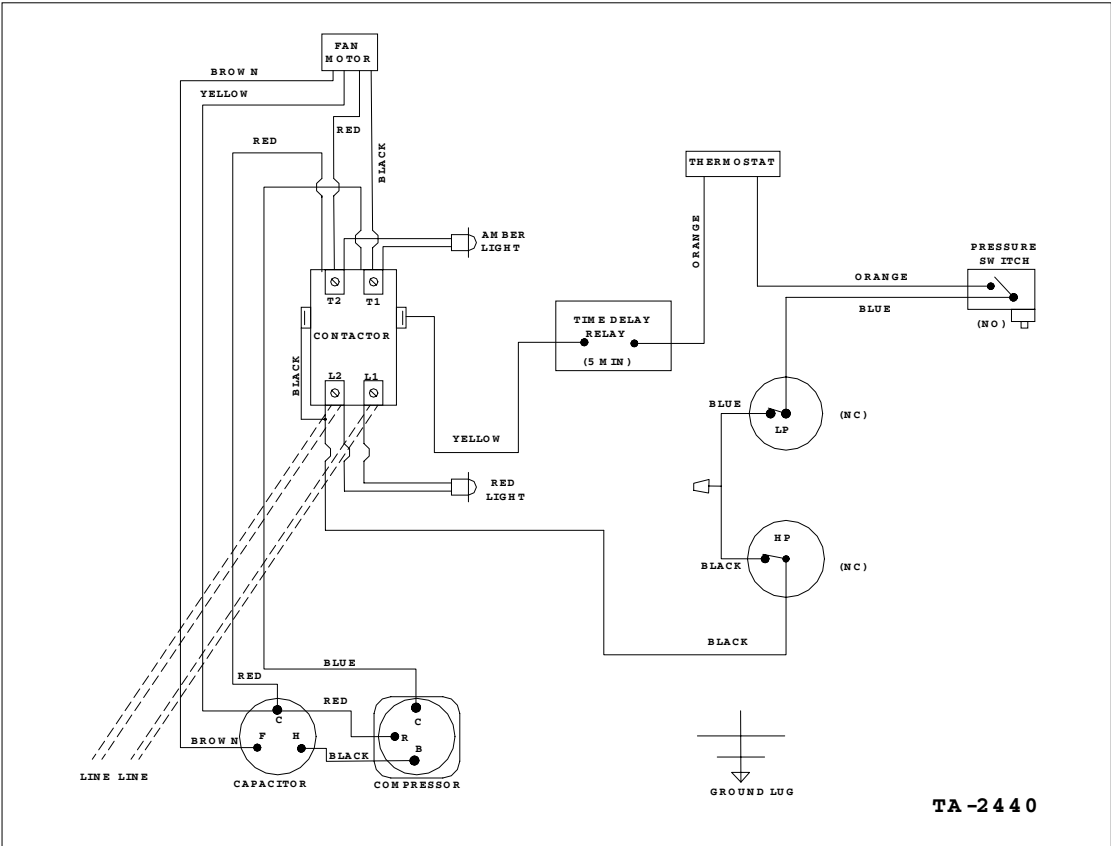 FAN
MOTOR
BROWN
YELLOW
RED
RED
BLACK
THERMOSTAT
AMBER
LIGHT
ORANGE
PRESSURE
SWITCH
ORANGE
BLUE
(NO)
T2 T1
TIME DELAY
RELAY
(5 MIN)
CONTACTOR
BLACK
L2 L1
BLUE
(NC)
LP
YELLOW
RED
LIGHT
HP
BLACK
(NC)
BLACK
BLUE
RED
RED
C
C
F H
R
B
BROWN
BLACK
LINE LINE
CAPACITOR
COMPRESSOR
GROUND LUG
TA-2440